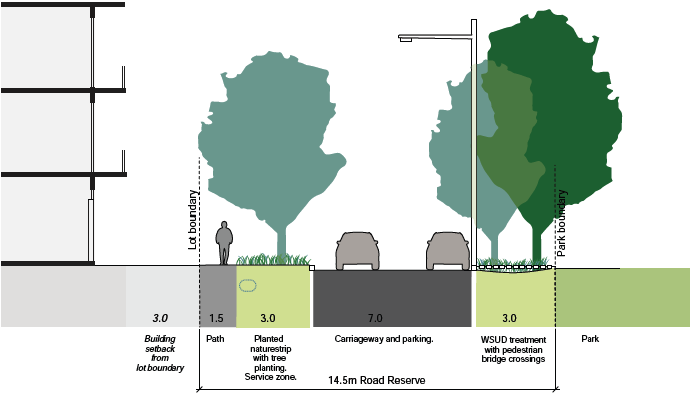 Lot boundary
Park boundary
3.0
1.5
3.0
7.0
3.0
Building
setback
from
lot boundary
Path
Planted
naturestrip
with tree
planting.
Service zone.
Carriageway and parking.
WSUD treatment
with pedestrian
bridge crossings
Park
14.5m Road Reserve